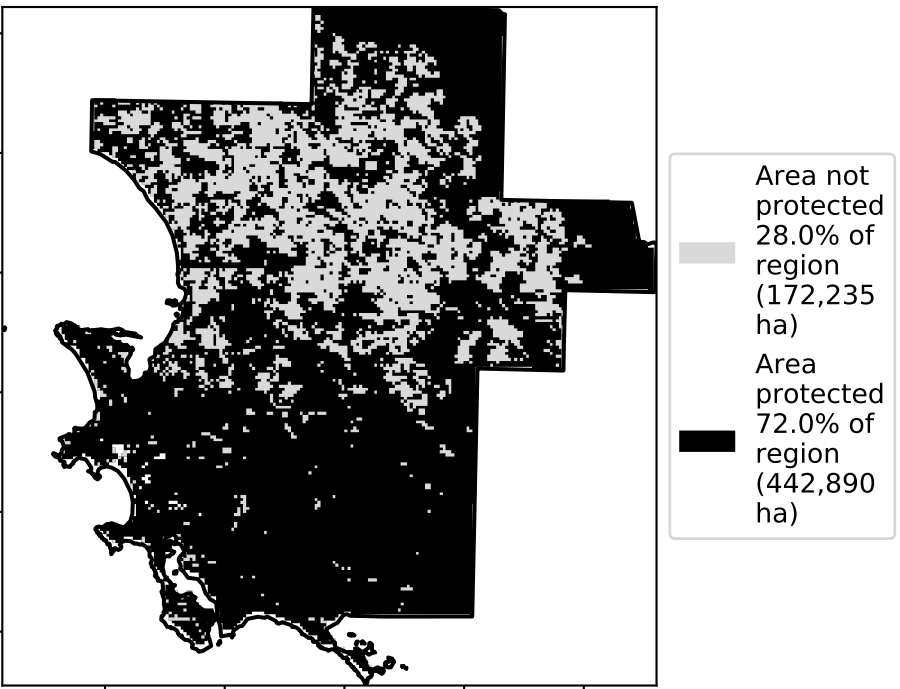 Area not
protected
28.0% of
region
(172,235
ha)
Area
protected
72.0% of
region
(442,890
ha)